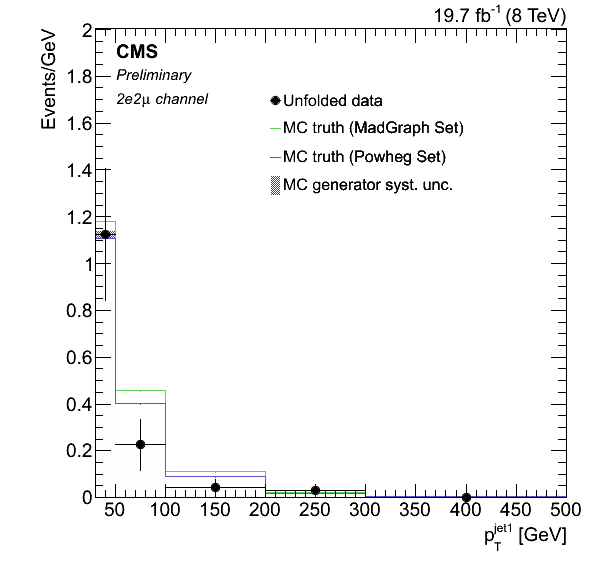 19.7 fb⁻¹ (8 TeV)
Events/GeV
CMS
Preliminary
2e2μ channel
Unfolded data
MC truth (MadGraph Set)
MC truth (Powheg Set)
MC generator syst. unc.
2
1.8
1.6
1.4
1.2
1
0.8
0.6
0.4
0.2
0
50 100 150 200 250 300 350 400 450 500
p_T^jet1 [GeV]